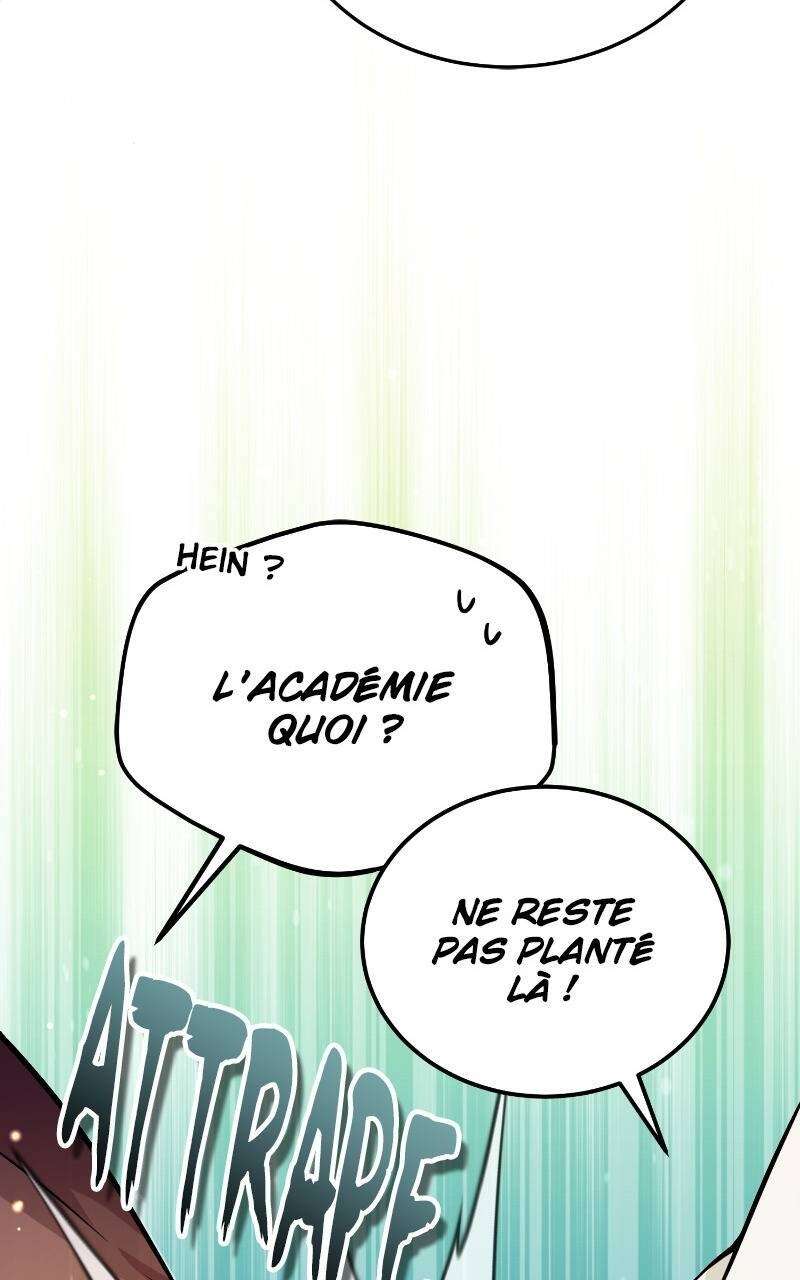 HEIN ?
L'ACADÉMIE
QUOI ?
NE RESTE
PAS PLANTÉ
LÀ !
ATTRAPE